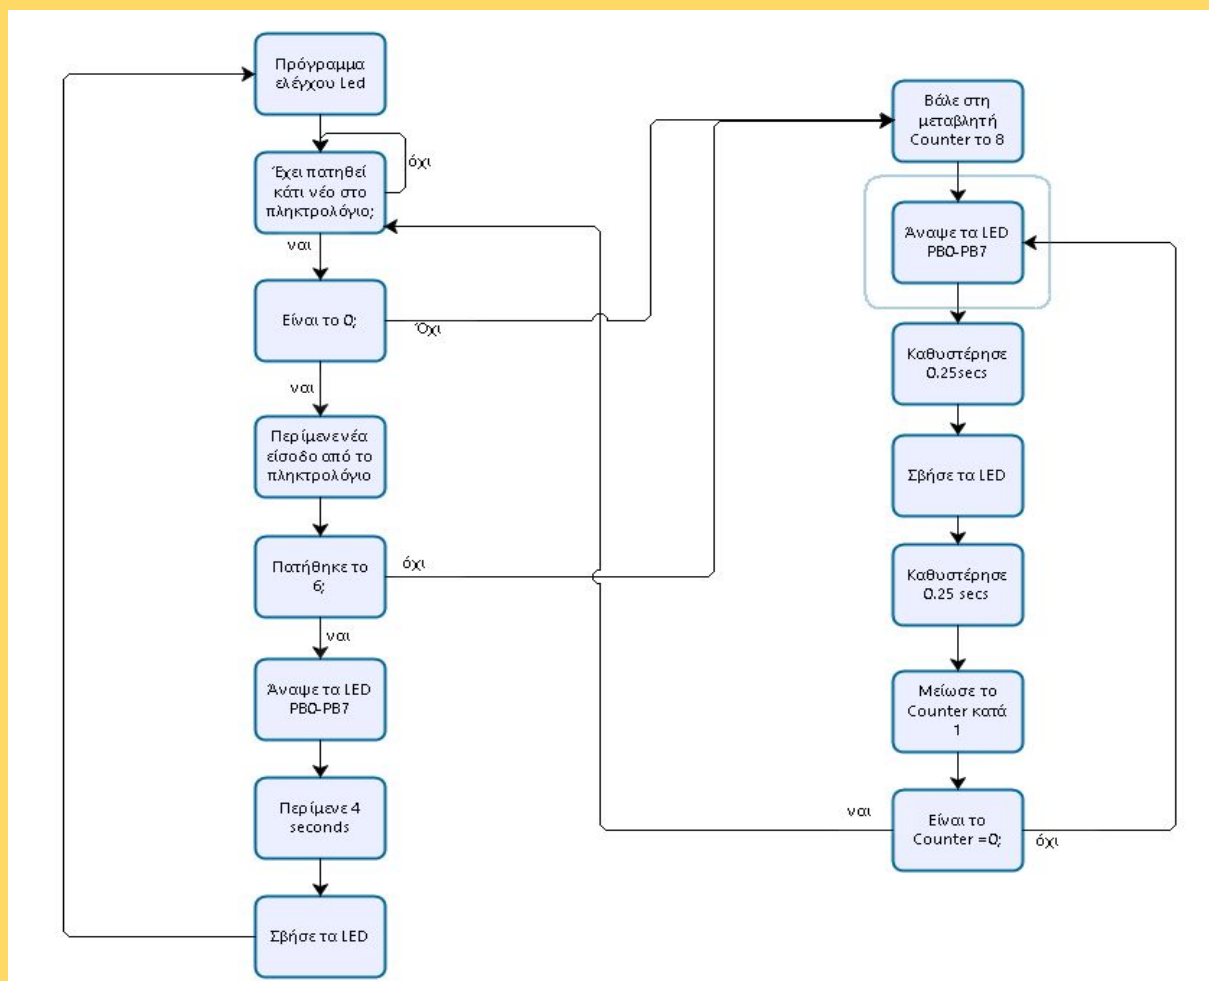 Πρόγραμμα
ελέγχου Led
Έχει πατηθεί
κάτι νέο στο
πληκτρολόγιο;
όχι
ναι
Είναι το 0;
Όχι
ναι
Περίμενε νέα
είσοδο από το
πληκτρολόγιο
Πατήθηκε το
6;
όχι
ναι
Άναψε τα LED
PB0-PB7
Περίμενε 4
seconds
Σβήσε τα LED
Βάλε στη
μεταβλητή
Counter το 8
Άναψε τα LED
PB0-PB7
Καθυστέρησε
0.25secs
Σβήσε τα LED
Καθυστέρησε
0.25 secs
Μείωσε το
Counter κατά
1
Είναι το
Counter =0;
ναι
όχι